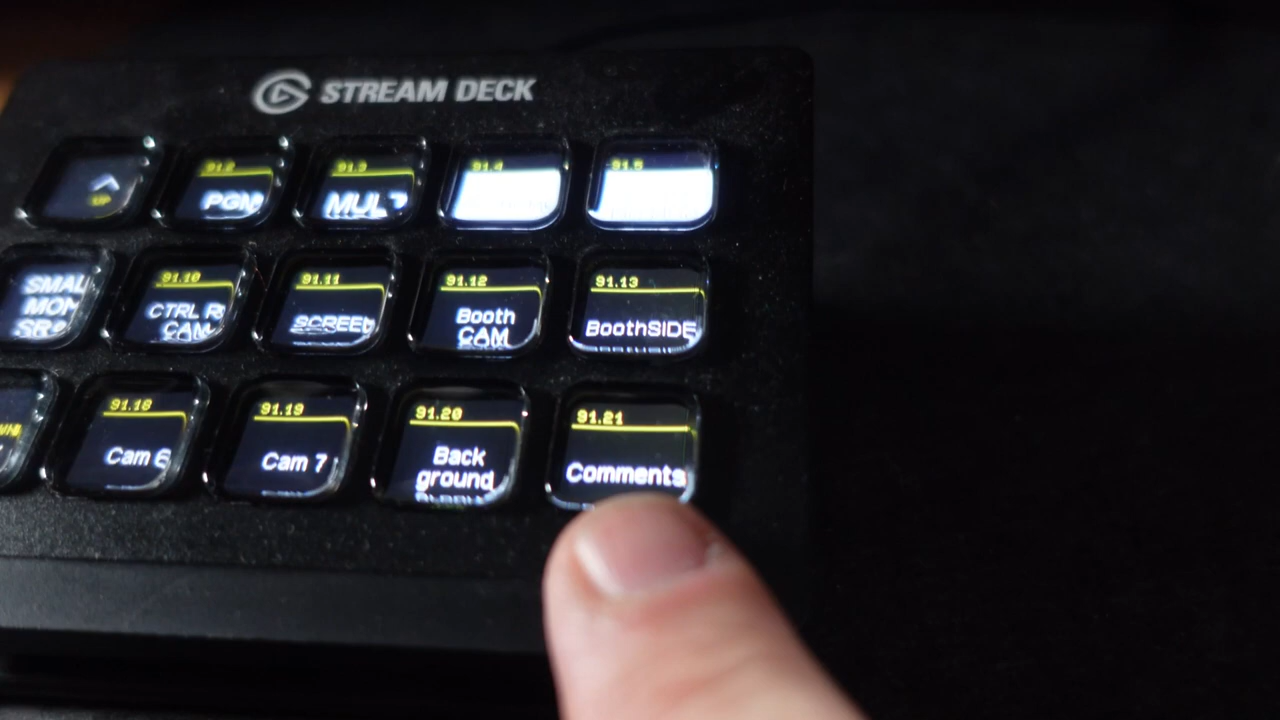 STREAM DECK
UP
91.2
PGM
91.3
91.4
91.5
SMAL
MON
91.10
CTRL R
CAM
91.11
SCREEN
91.12
Booth
CAM
91.13
BoothSIDE
91.18
Cam 6
91.19
Cam 7
91.20
Back
ground
91.21
Comments